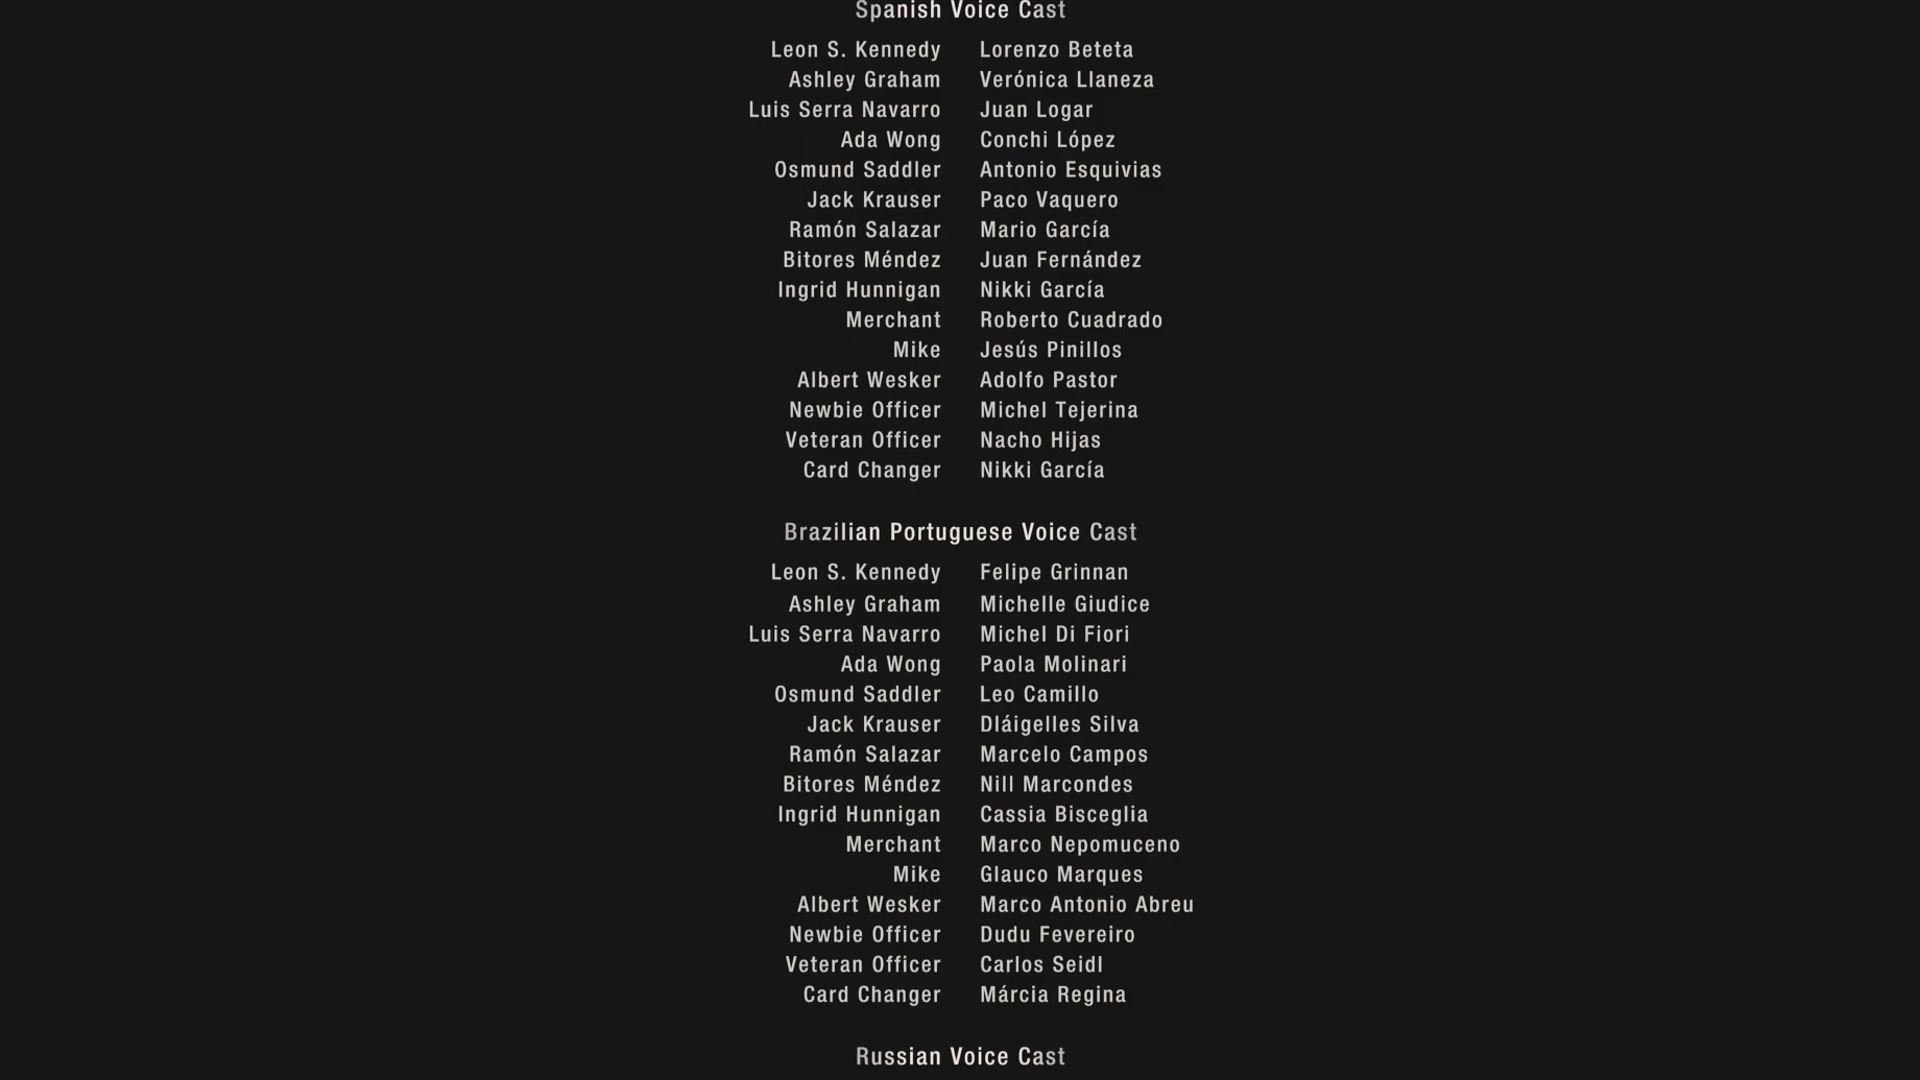 Spanish Voice Cast
Leon S. Kennedy Lorenzo Beteta
Ashley Graham Verónica Llaneza
Luis Serra Navarro Juan Logar
Ada Wong Conchi López
Osmund Saddler Antonio Esquivias
Jack Krauser Paco Vaquero
Ramón Salazar Mario García
Bitores Méndez Juan Fernández
Ingrid Hunnigan Nikki García
Merchant Roberto Cuadrado
Mike Jesús Pinillos
Albert Wesker Adolfo Pastor
Newbie Officer Michel Tejerina
Veteran Officer Nacho Hijas
Card Changer Nikki García
Brazilian Portuguese Voice Cast
Leon S. Kennedy Felipe Grinnan
Ashley Graham Michelle Giudice
Luis Serra Navarro Michel Di Fiori
Ada Wong Paola Molinari
Osmund Saddler Leo Camillo
Jack Krauser Dláigelles Silva
Ramón Salazar Marcelo Campos
Bitores Méndez Nill Marcondes
Ingrid Hunnigan Cassia Bisceglia
Merchant Marco Nepomuceno
Mike Glauco Marques
Albert Wesker Marco Antonio Abreu
Newbie Officer Dudu Fevereiro
Veteran Officer Carlos Seidl
Card Changer Márcia Regina
Russian Voice Cast